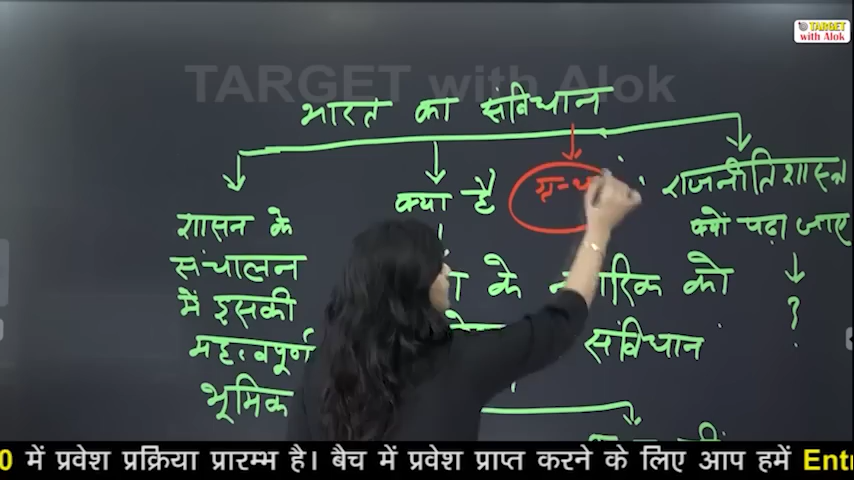 TARGET
with Alok
TARGET with Alok
भारत का संविधान
शासन के
संचालन
में इसकी
महत्वपूर्ण
भूमिक
क्या है
के
को
संविधान
राजनीति शास्त्र
क्यों पढ़ा जाए
?
0 में प्रवेश प्रक्रिया प्रारम्भ है। बैच में प्रवेश प्राप्त करने के लिए आप हमें Entr